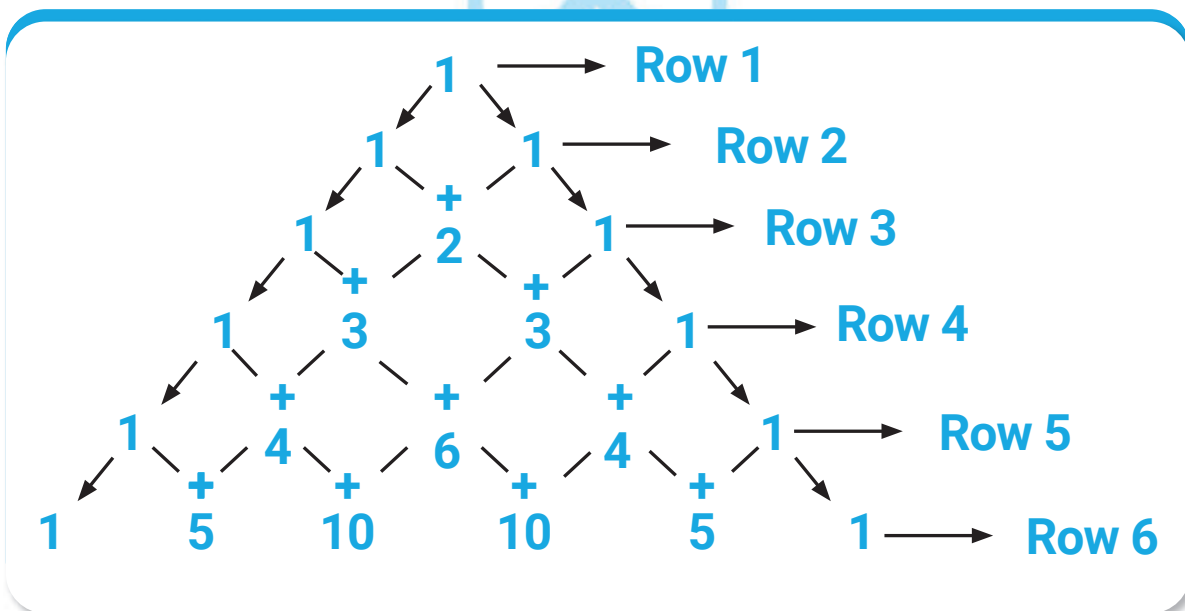 1 Row 1
1 1 Row 2
+
1 2 1 Row 3
+ +
1 3 3 1 Row 4
+ + +
1 4 6 4 1 Row 5
+ + + +
1 5 10 10 5 1 Row 6